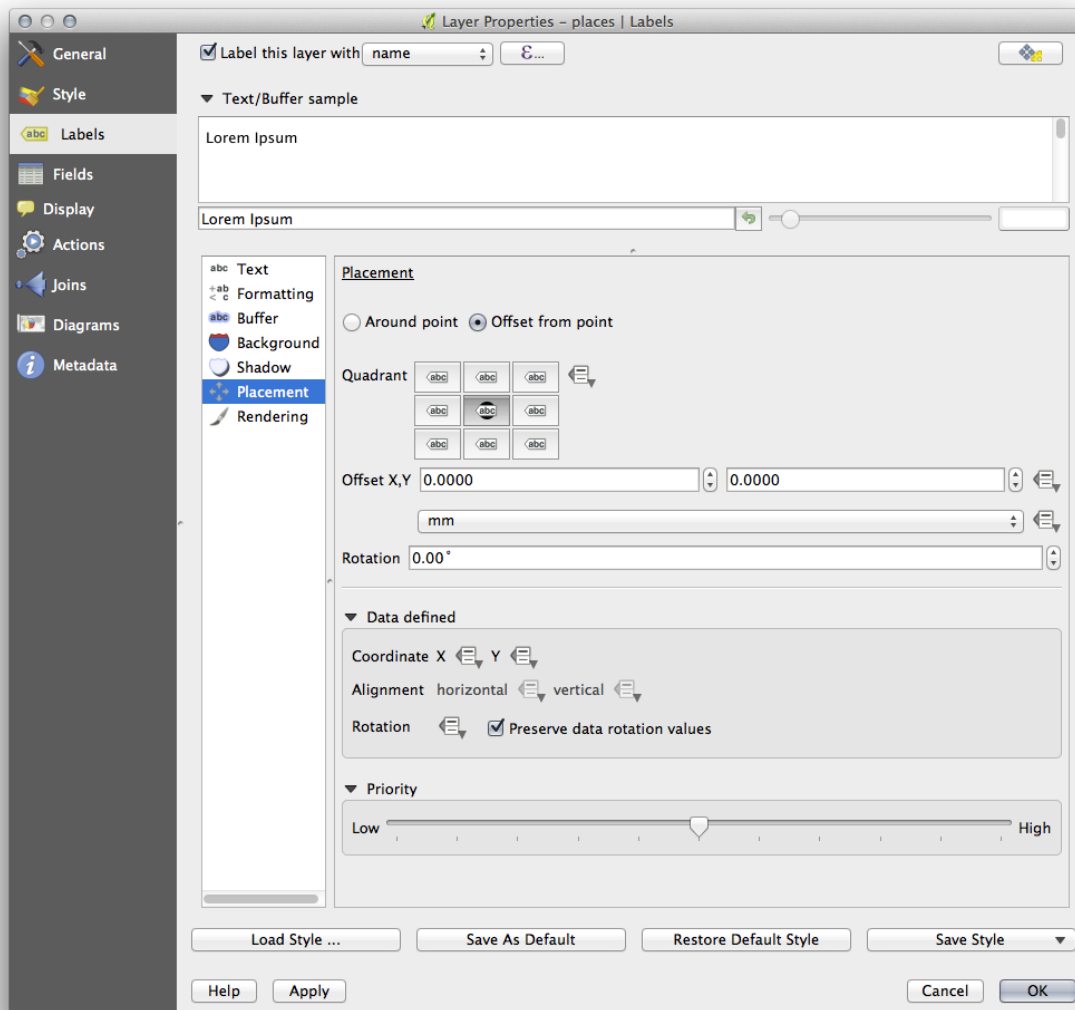 Layer Properties – places | Labels
General
Style
abc Labels
Fields
Display
Actions
Joins
Diagrams
i Metadata
Label this layer with name ε...
Text/Buffer sample
Lorem Ipsum
Lorem Ipsum
abc Text
+ab < c Formatting
abc Buffer
Background
Shadow
Placement
Rendering
Placement
Around point Offset from point
Quadrant abc abc abc
abc abc abc
abc abc abc
Offset X,Y 0.0000 0.0000
mm
Rotation 0.00°
Data defined
Coordinate X Y
Alignment horizontal vertical
Rotation Preserve data rotation values
Priority
Low High
Load Style ... Save As Default Restore Default Style Save Style
Help Apply Cancel OK